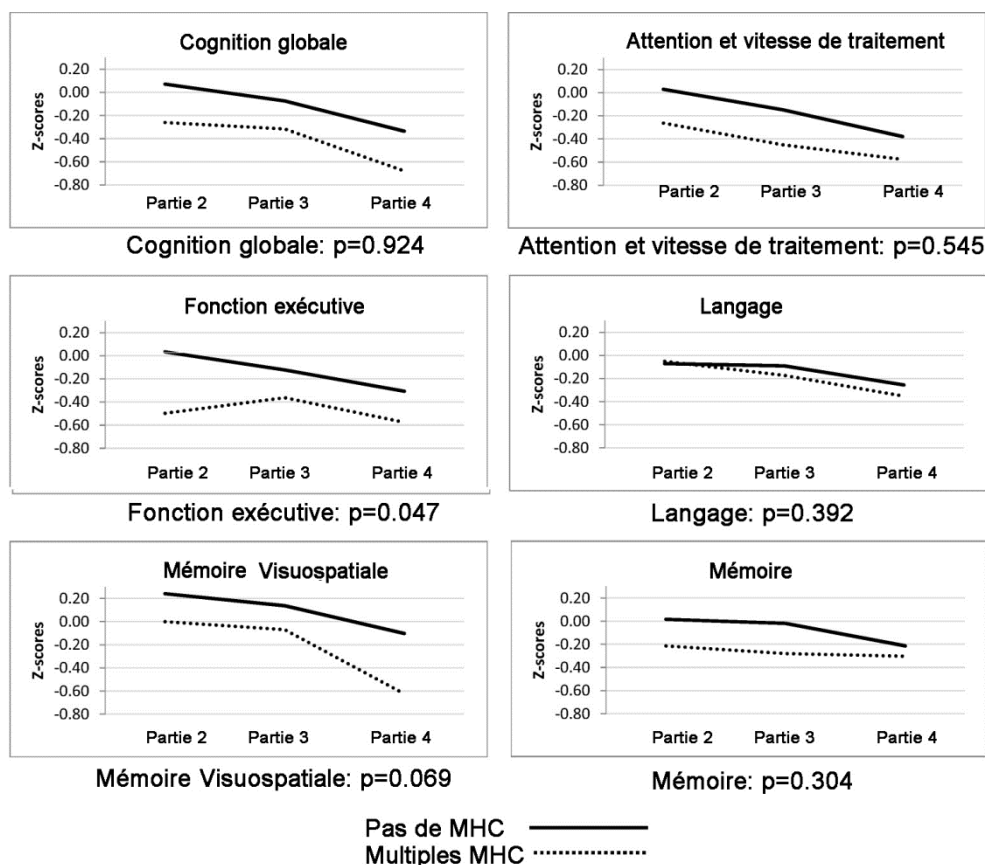 Cognition globale
Z-scores
0.20
0.00
-0.20
-0.40
-0.60
-0.80
Partie 2 Partie 3 Partie 4
Cognition globale: p=0.924
Attention et vitesse de traitement
Z-scores
0.20
0.00
-0.20
-0.40
-0.60
-0.80
Partie 2 Partie 3 Partie 4
Attention et vitesse de traitement: p=0.545
Fonction exécutive
Z-scores
0.20
0.00
-0.20
-0.40
-0.60
-0.80
Partie 2 Partie 3 Partie 4
Fonction exécutive: p=0.047
Langage
Z-scores
0.20
0.00
-0.20
-0.40
-0.60
-0.80
Partie 2 Partie 3 Partie 4
Langage: p=0.392
Mémoire Visuospatiale
Z-scores
0.20
0.00
-0.20
-0.40
-0.60
-0.80
Partie 2 Partie 3 Partie 4
Mémoire Visuospatiale: p=0.069
Mémoire
Z-scores
0.20
0.00
-0.20
-0.40
-0.60
-0.80
Partie 2 Partie 3 Partie 4
Mémoire: p=0.304
Pas de MHC
Multiples MHC